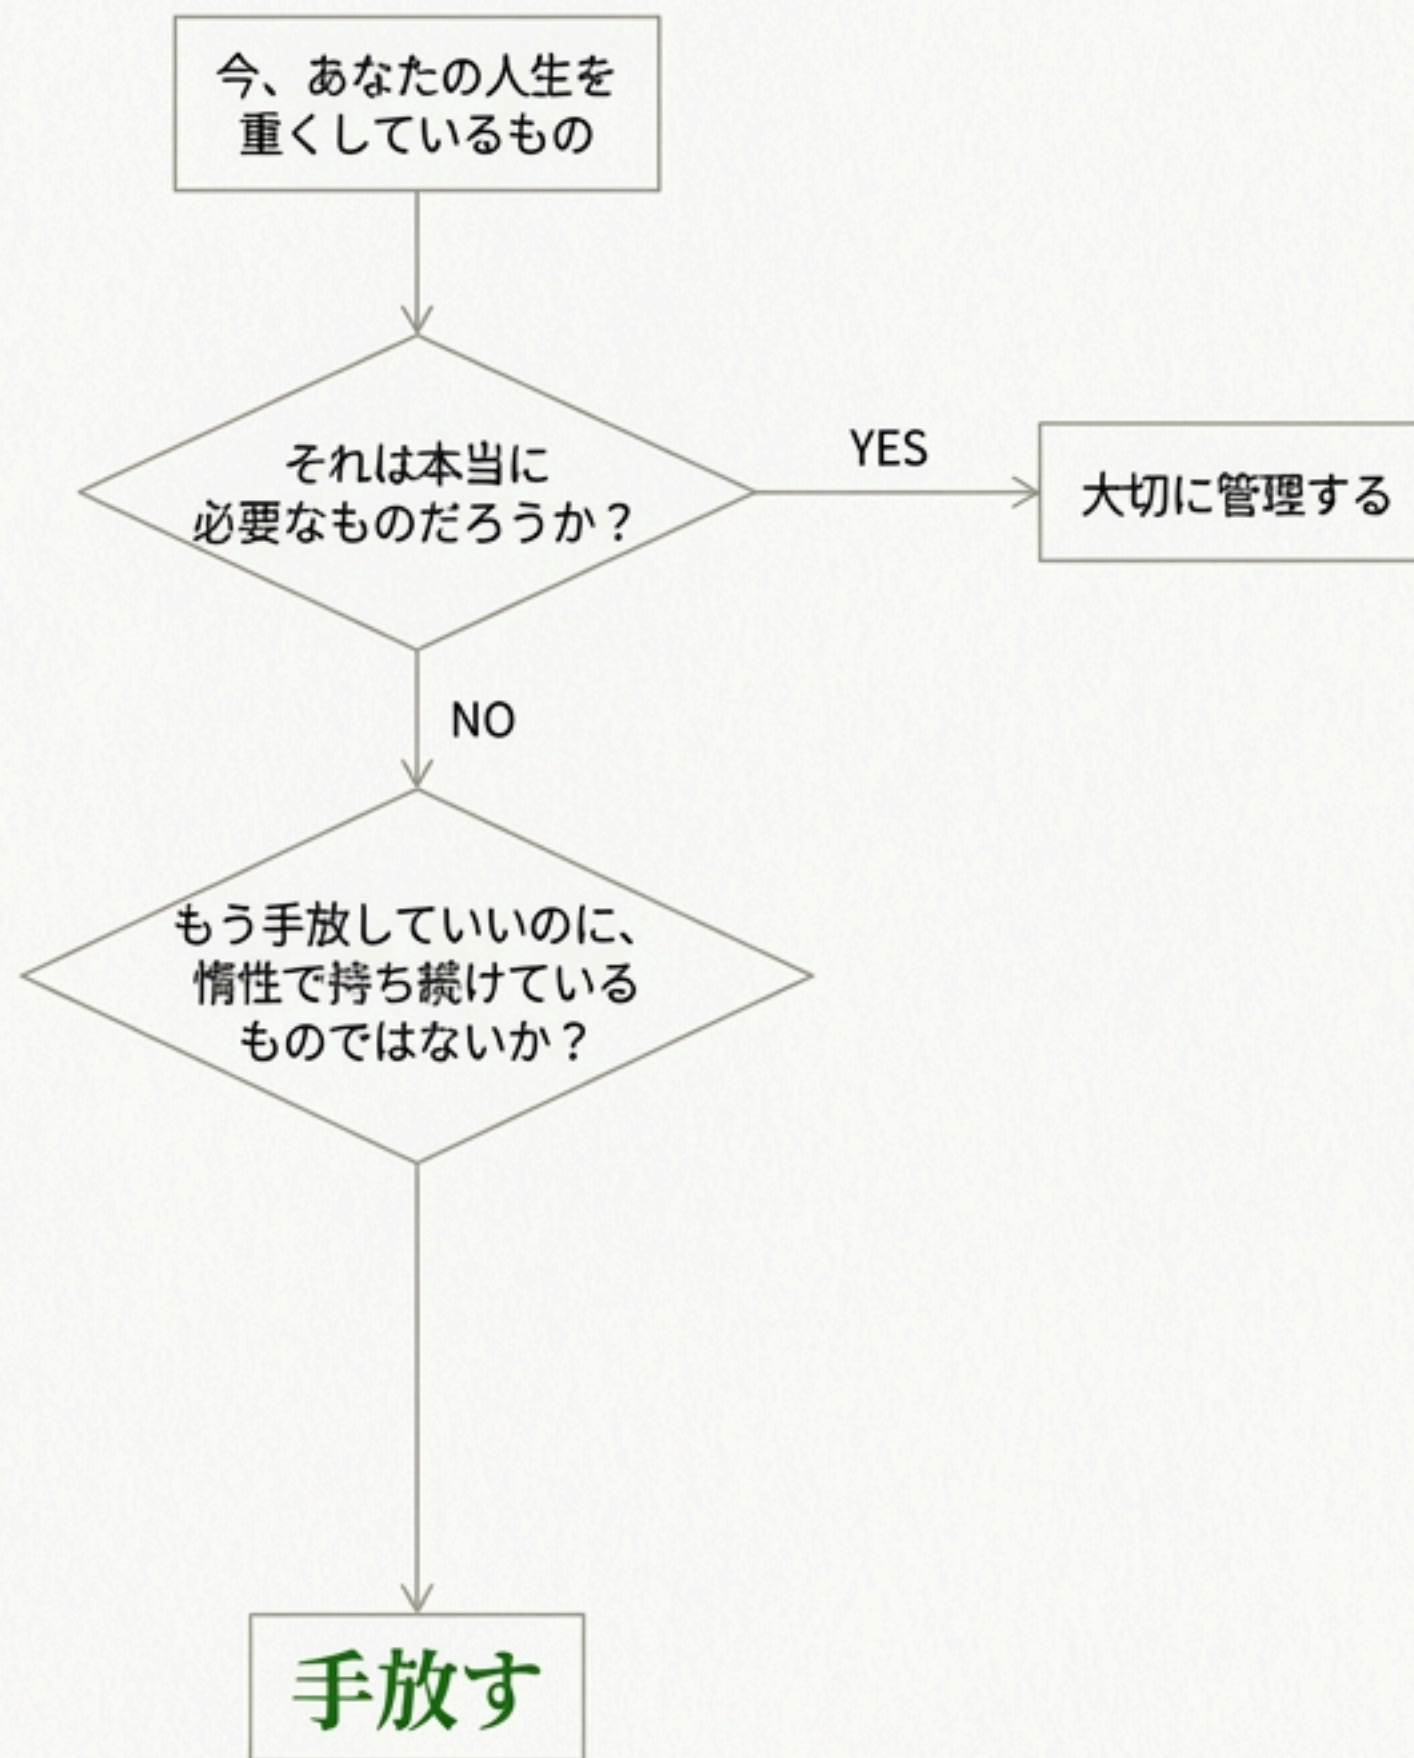 今、あなたの人生を
重くしているもの
それは本当に
必要なものだろうか？
YES
大切に管理する
NO
もう手放していいのに、
惰性で持ち続けている
ものではないか？
手放す